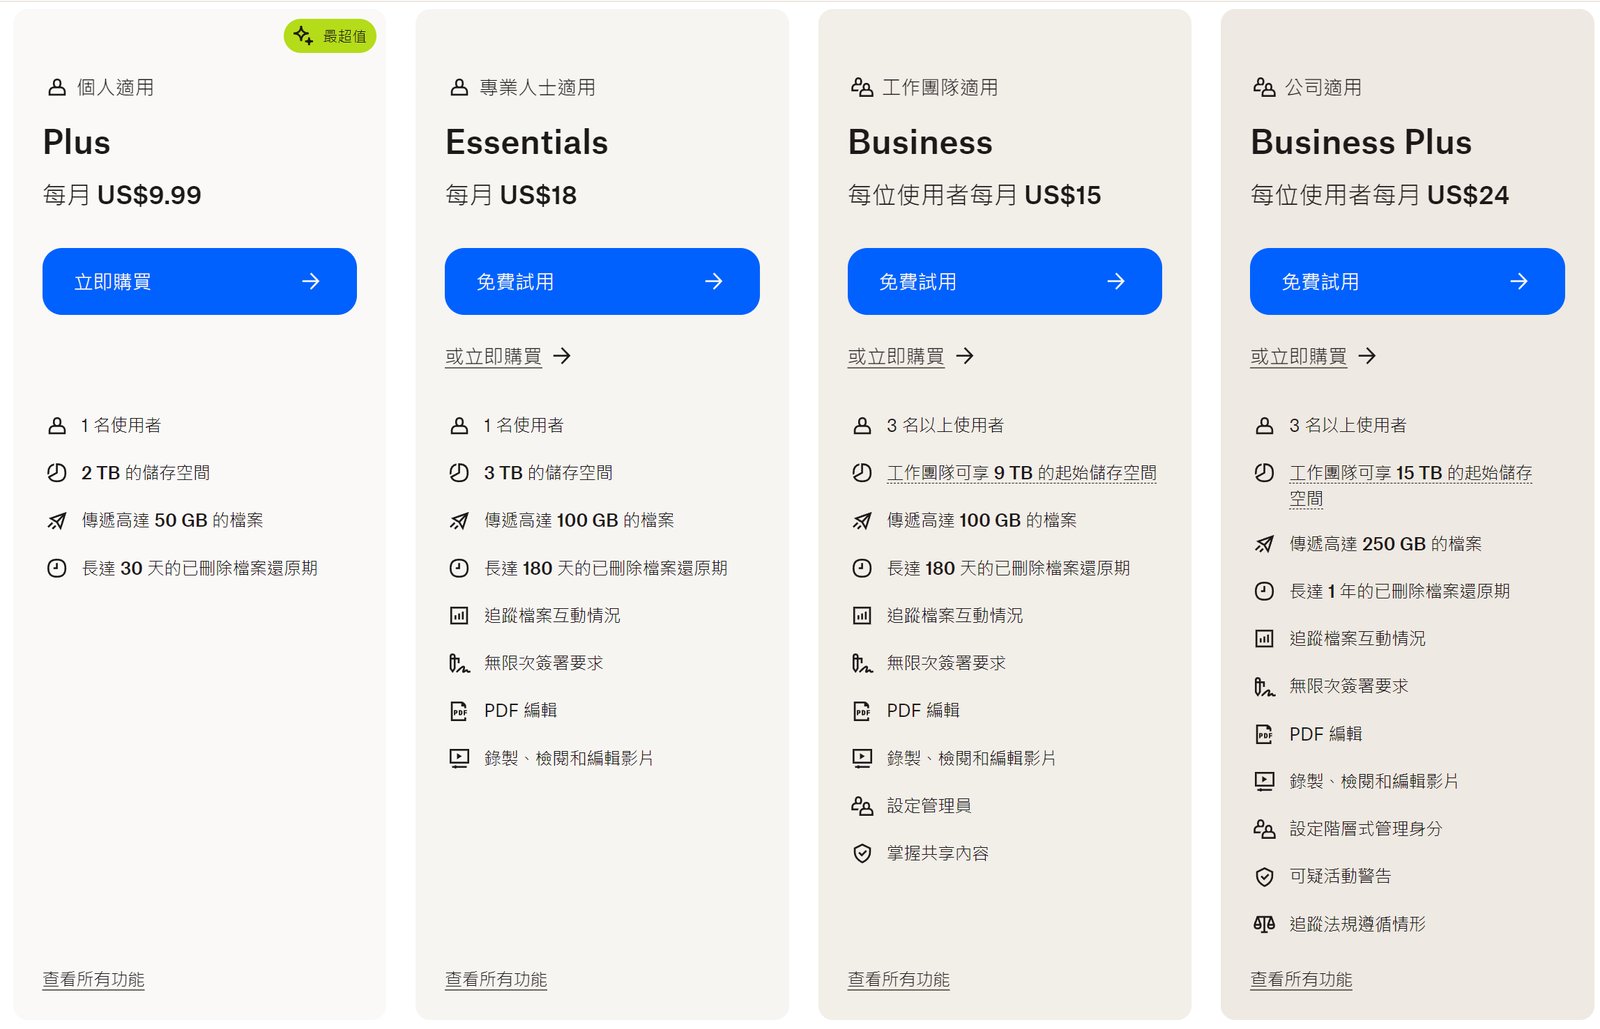 最超值
個人適用
Plus
每月 US$9.99
立即購買
1 名使用者
2 TB 的儲存空間
傳遞高達 50 GB 的檔案
長達 30 天的已刪除檔案還原期
查看所有功能
專業人士適用
Essentials
每月 US$18
免費試用
或立即購買
1 名使用者
3 TB 的儲存空間
傳遞高達 100 GB 的檔案
長達 180 天的已刪除檔案還原期
追蹤檔案互動情況
無限次簽署要求
PDF 編輯
錄製、檢閱和編輯影片
查看所有功能
工作團隊適用
Business
每位使用者每月 US$15
免費試用
或立即購買
3 名以上使用者
工作團隊可享 9 TB 的起始儲存空間
傳遞高達 100 GB 的檔案
長達 180 天的已刪除檔案還原期
追蹤檔案互動情況
無限次簽署要求
PDF 編輯
錄製、檢閱和編輯影片
設定管理員
掌握共享內容
查看所有功能
公司適用
Business Plus
每位使用者每月 US$24
免費試用
或立即購買
3 名以上使用者
工作團隊可享 15 TB 的起始儲存
空間
傳遞高達 250 GB 的檔案
長達 1 年的已刪除檔案還原期
追蹤檔案互動情況
無限次簽署要求
PDF 編輯
錄製、檢閱和編輯影片
設定階層式管理身分
可疑活動警告
追蹤法規遵循情形
查看所有功能